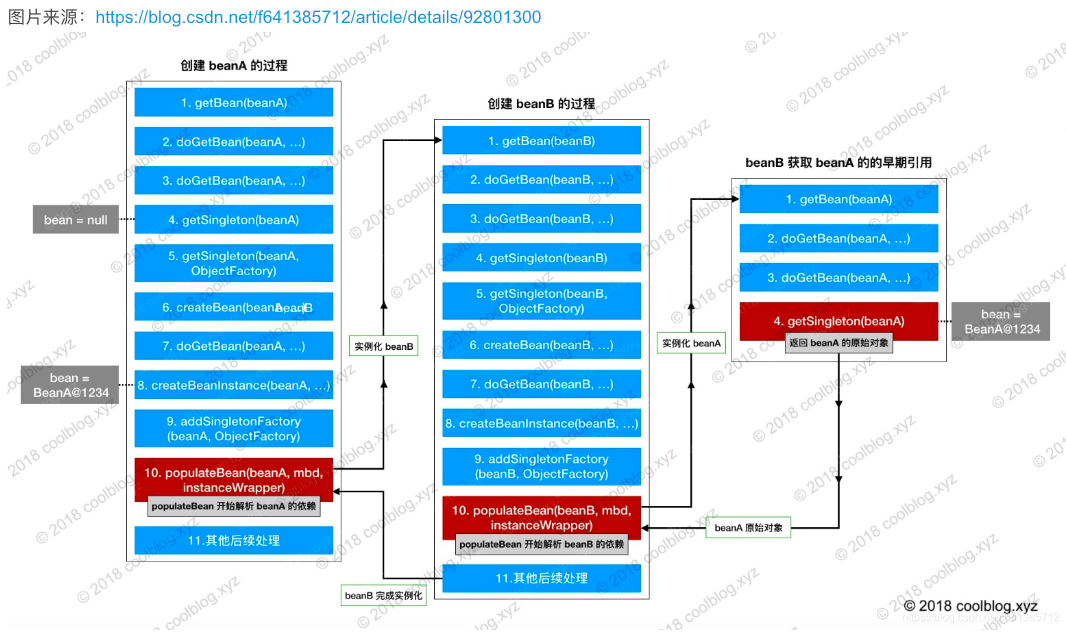 图片来源：https://blog.csdn.net/f641385712/article/details/92801300
创建 beanA 的过程
1. getBean(beanA)
2. doGetBean(beanA, …)
3. doGetBean(beanA, …)
bean = null
4. getSingleton(beanA)
5. getSingleton(beanA,
ObjectFactory)
6. createBean(beanA
7. doGetBean(beanA, …)
bean =
BeanA@1234
8. createBeanInstance(beanA, …)
9. addSingletonFactory
(beanA, ObjectFactory)
10. populateBean(beanA, mbd,
instanceWrapper)
populateBean 开始解析 beanA 的依赖
11.其他后续处理
实例化 beanB
创建 beanB 的过程
1. getBean(beanB)
2. doGetBean(beanB, …)
3. doGetBean(beanB, …)
4. getSingleton(beanB)
5. getSingleton(beanB,
ObjectFactory)
6. createBean(beanB, …)
7. doGetBean(beanB, …)
8. createBeanInstance(beanB, …)
9. addSingletonFactory
(beanB, ObjectFactory)
10. populateBean(beanB, mbd,
instanceWrapper)
populateBean 开始解析 beanB 的依赖
11.其他后续处理
beanB 完成实例化
实例化 beanA
beanB 获取 beanA 的的早期引用
1. getBean(beanA)
2. doGetBean(beanA, …)
3. doGetBean(beanA, …)
4. getSingleton(beanA)
返回 beanA 的原始对象
bean =
BeanA@1234
beanA 原始对象
© 2018 coolblog.xyz
https://blog.csdn.net/f641385712